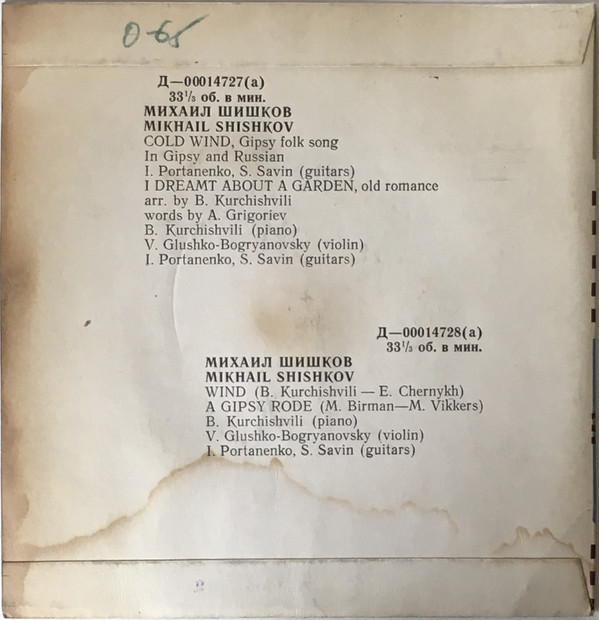 0-65
Д—00014727(а)
33⅓ об. в мин.
МИХАИЛ ШИШКОВ
MIKHAIL SHISHKOV
COLD WIND, Gipsy folk song
In Gipsy and Russian
I. Portanenko, S. Savin (guitars)
I DREAMT ABOUT A GARDEN, old romance
arr. by B. Kurchishvili
words by A. Grigoriev
B. Kurchishvili (piano)
V. Glushko-Bogryanovsky (violin)
I. Portanenko, S. Savin (guitars)
Д—00014728(а)
33⅓ об. в мин.
МИХАИЛ ШИШКОВ
MIKHAIL SHISHKOV
WIND (B. Kurchishvili — E. Chernykh)
A GIPSY RODE (M. Birman—M. Vikkers)
B. Kurchishvili (piano)
V. Glushko-Bogryanovsky (violin)
I. Portanenko, S. Savin (guitars)